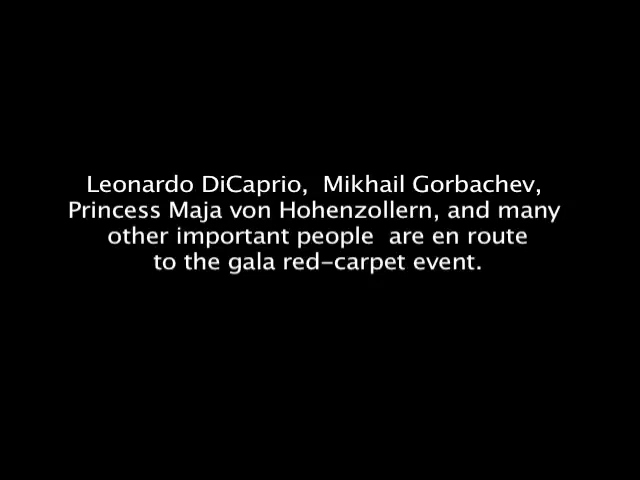 Leonardo DiCaprio,  Mikhail Gorbachev,
Princess Maja von Hohenzollern, and many
other important people  are en route
to the gala red-carpet event.